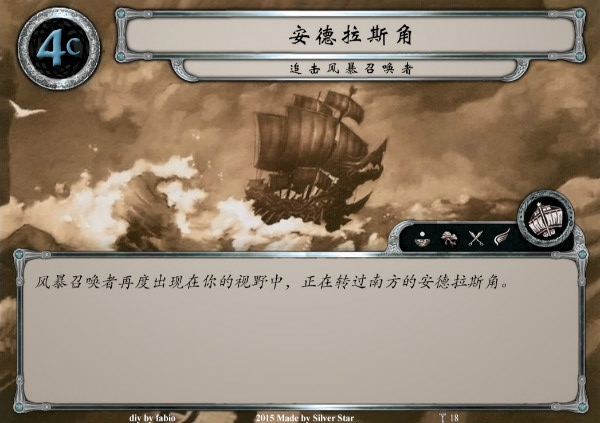 4C
安德拉斯角
追击风暴召唤者
风暴召唤者再度出现在你的视野中，正在转过南方的安德拉斯角。
div by fabio 2015 Made by Silver Star 18